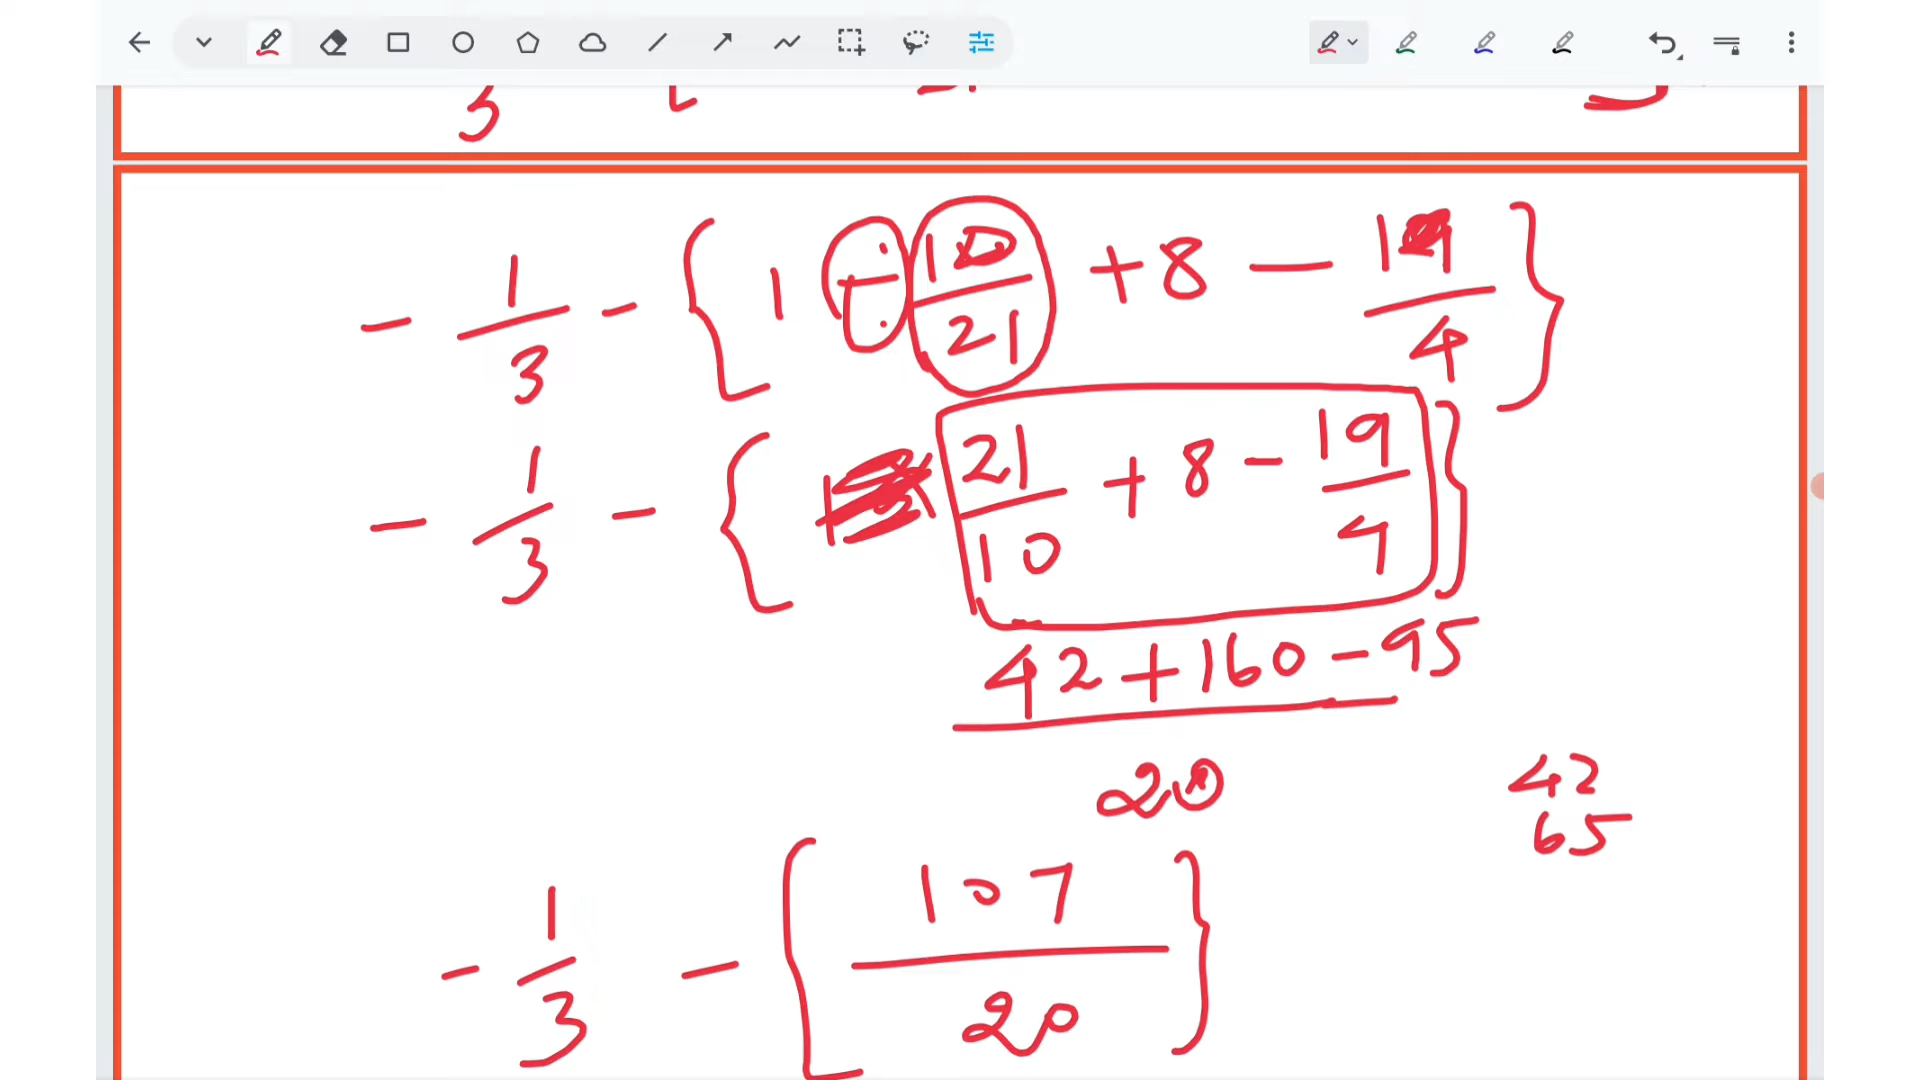 3
- 1/3 - { 1 ÷ 10/21 + 8 - 19/4 }
- 1/3 - { 21/10 + 8 - 19/4 }
42 + 160 - 95
20
42
65
- 1/3 - [ 107/20 }